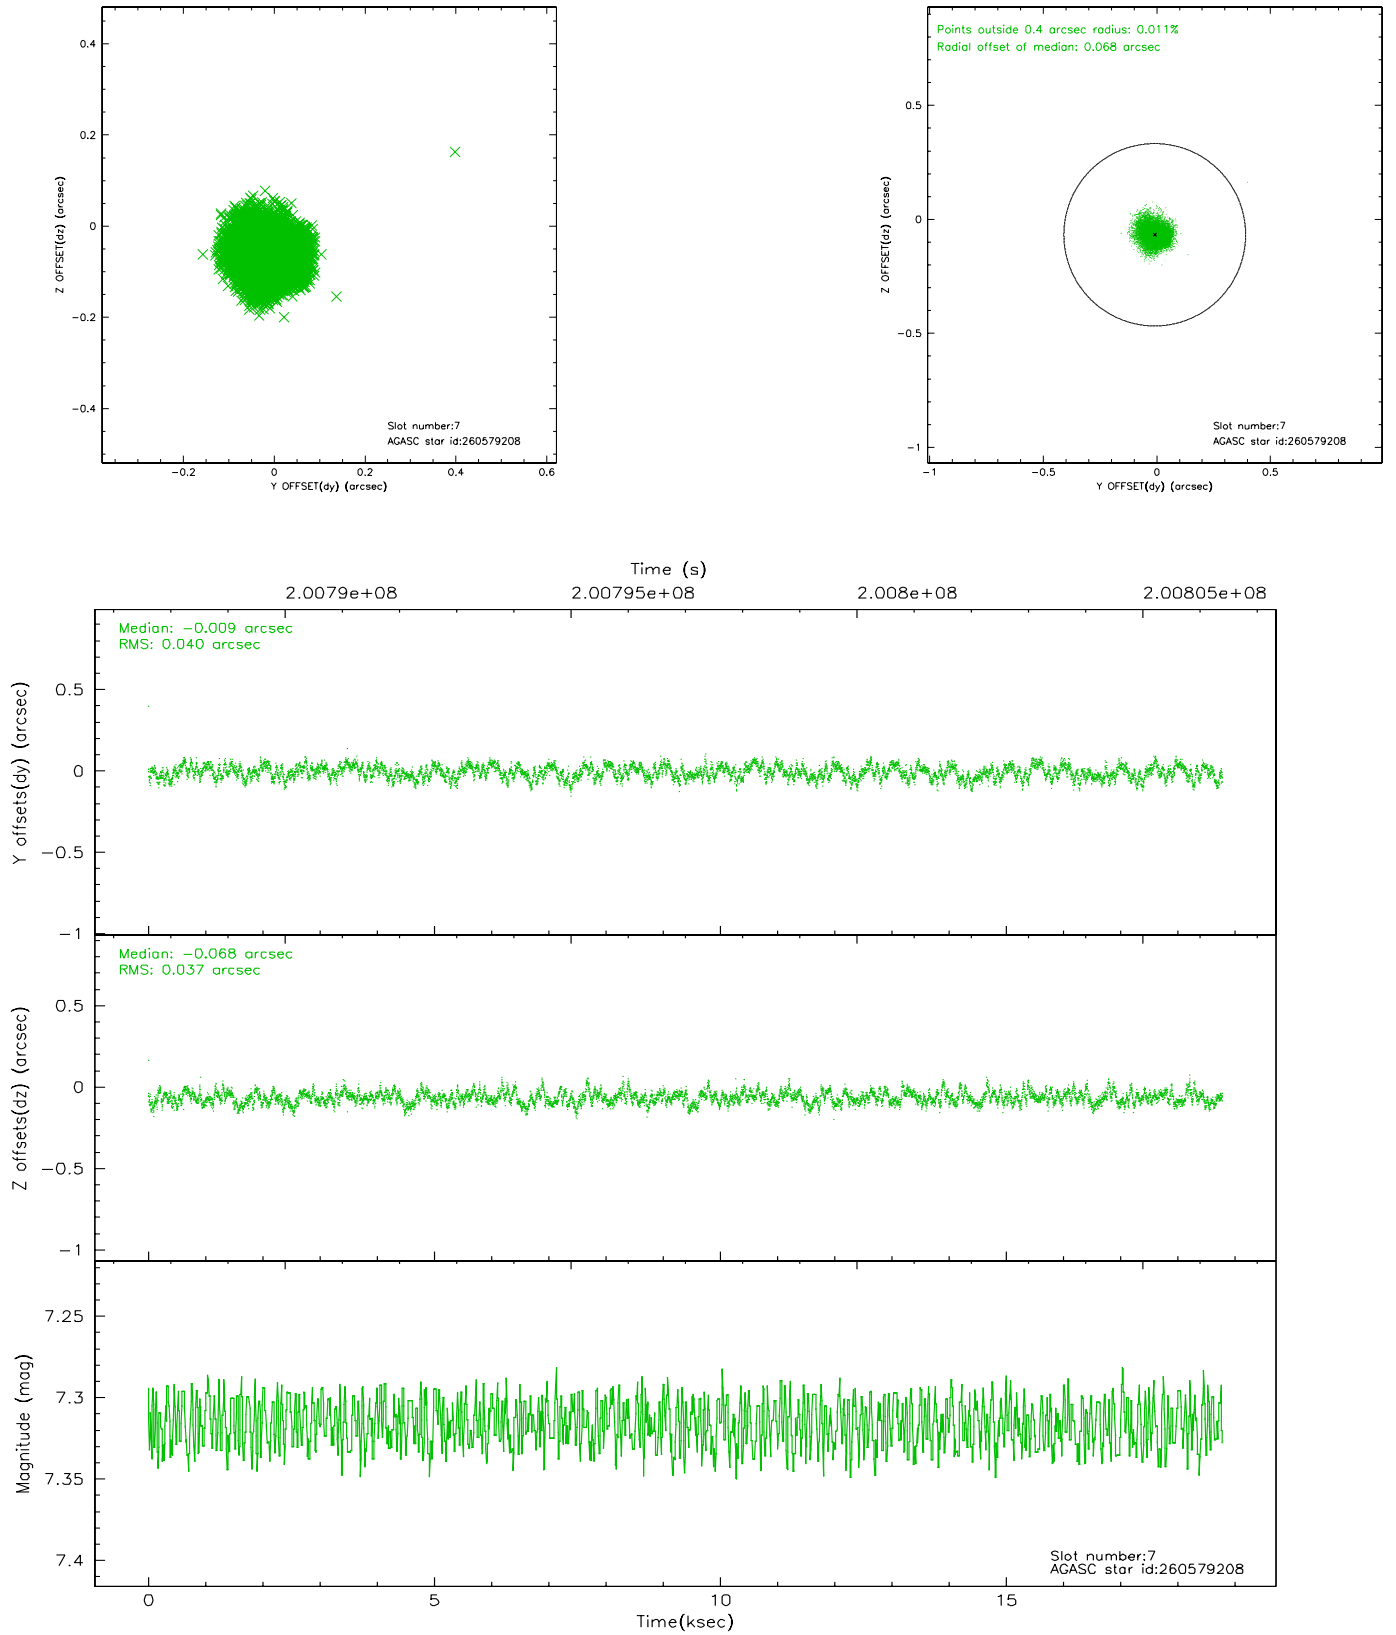 0.4
0.2
0
−0.2
−0.4
Z OFFSET(dz) (arcsec)
Slot number:7
AGASC star id:260579208
−0.2 0 0.2 0.4 0.6
Y OFFSET(dy) (arcsec)
Points outside 0.4 arcsec radius: 0.011%
Radial offset of median: 0.068 arcsec
0.5
0
−0.5
−1
Z OFFSET(dz) (arcsec)
Slot number:7
AGASC star id:260579208
−1 −0.5 0 0.5
Y OFFSET(dy) (arcsec)
Time (s)
2.0079e+08 2.00795e+08 2.008e+08 2.00805e+08
Median: −0.009 arcsec
RMS: 0.040 arcsec
0.5
0
−0.5
−1
Y offsets(dy) (arcsec)
Median: −0.068 arcsec
RMS: 0.037 arcsec
0.5
0
−0.5
−1
Z offsets(dz) (arcsec)
7.25
7.3
7.35
7.4
Magnitude (mag)
Slot number:7
AGASC star id:260579208
0 5 10 15
Time(ksec)